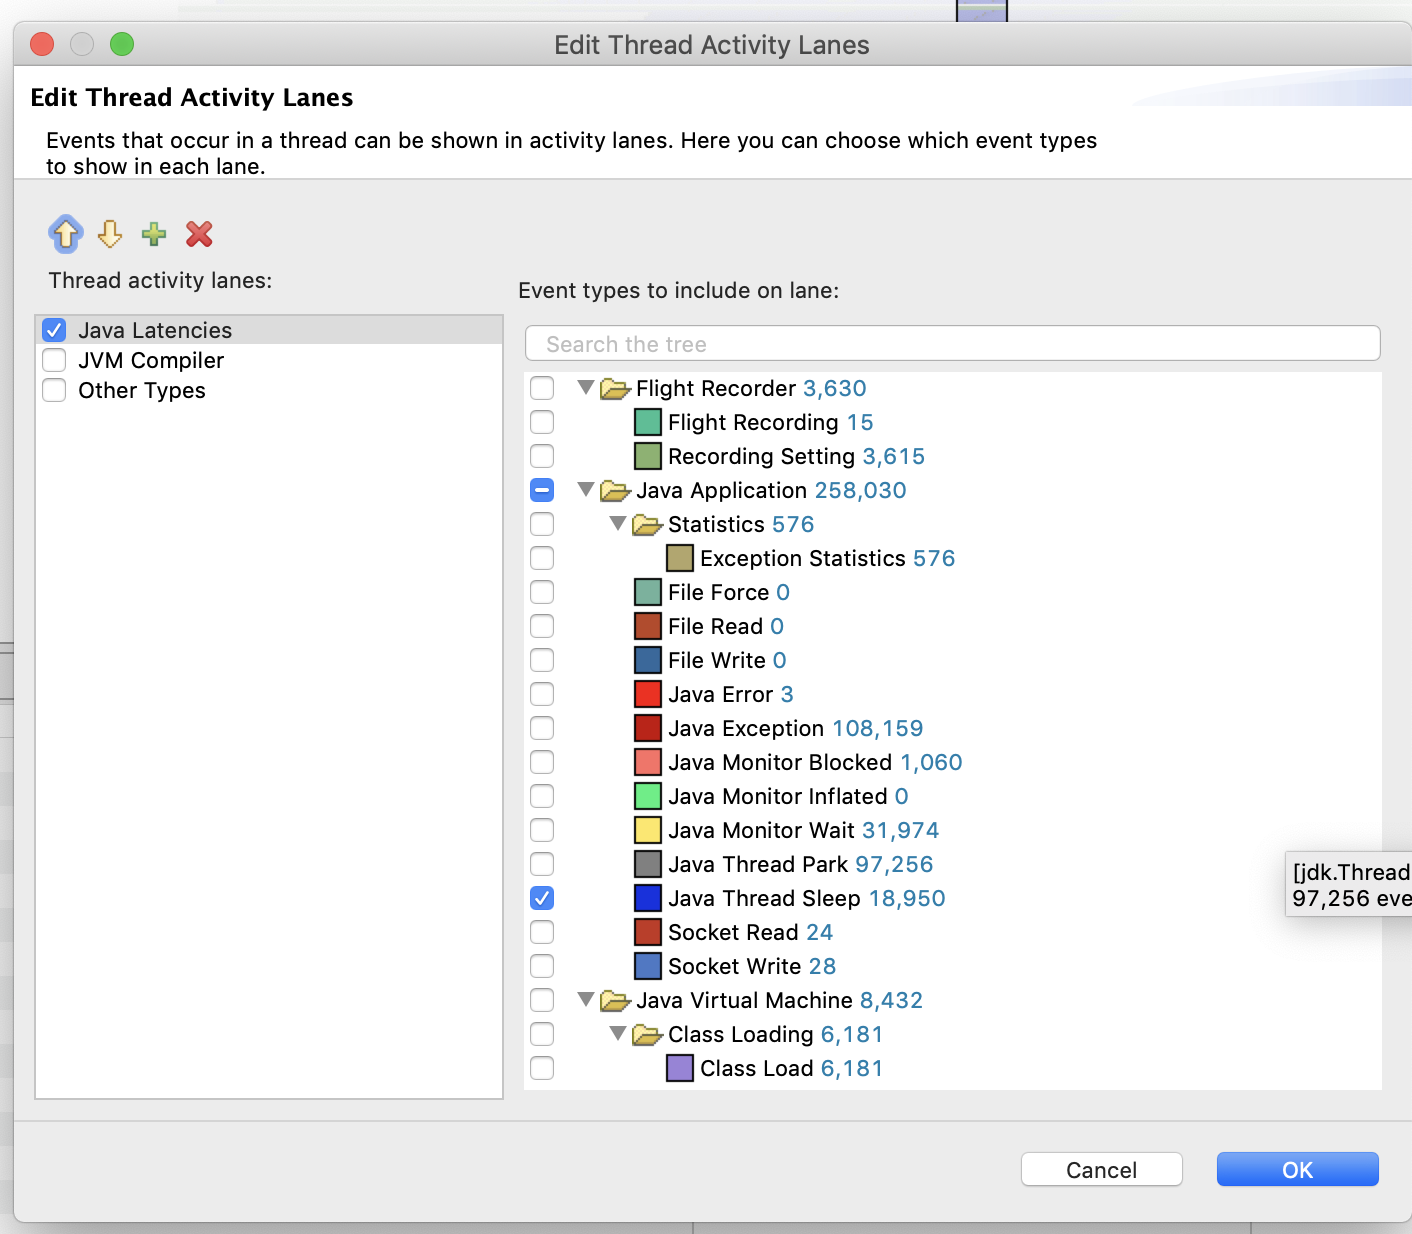 Edit Thread Activity Lanes
Edit Thread Activity Lanes
Events that occur in a thread can be shown in activity lanes. Here you can choose which event types
to show in each lane.
Thread activity lanes:
Java Latencies
JVM Compiler
Other Types
Event types to include on lane:
Search the tree
Flight Recorder 3,630
Flight Recording 15
Recording Setting 3,615
Java Application 258,030
Statistics 576
Exception Statistics 576
File Force 0
File Read 0
File Write 0
Java Error 3
Java Exception 108,159
Java Monitor Blocked 1,060
Java Monitor Inflated 0
Java Monitor Wait 31,974
Java Thread Park 97,256
Java Thread Sleep 18,950
Socket Read 24
Socket Write 28
Java Virtual Machine 8,432
Class Loading 6,181
Class Load 6,181
[jdk.Thread
97,256 eve
Cancel
OK